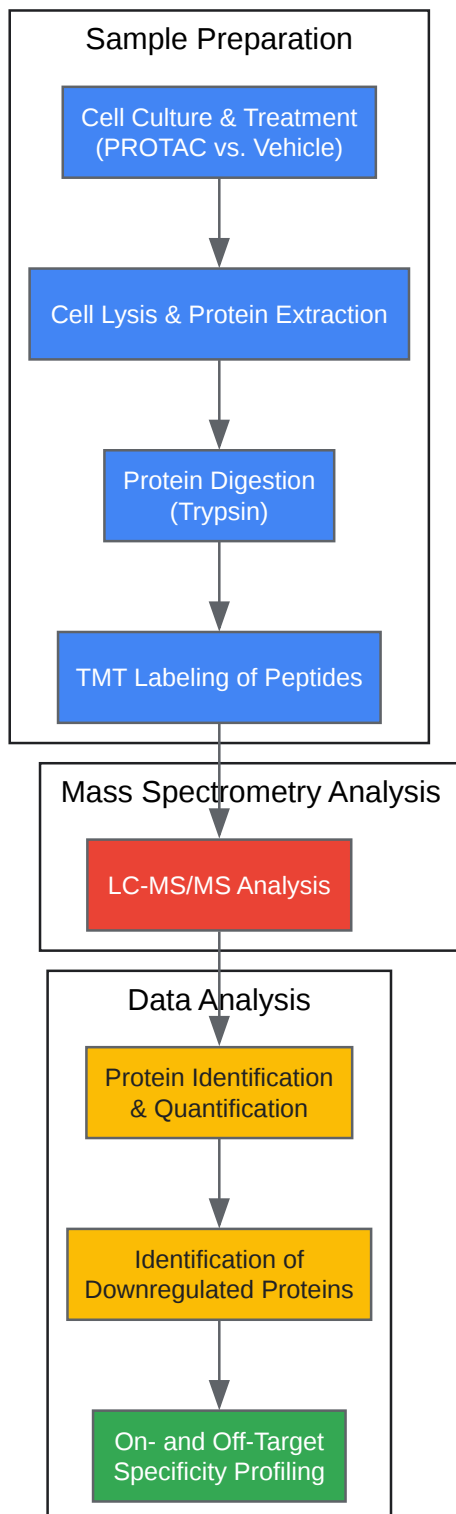 Sample Preparation
Cell Culture & Treatment
(PROTAC vs. Vehicle)
Cell Lysis & Protein Extraction
Protein Digestion
(Trypsin)
TMT Labeling of Peptides
Mass Spectrometry Analysis
LC-MS/MS Analysis
Data Analysis
Protein Identification
& Quantification
Identification of
Downregulated Proteins
On- and Off-Target
Specificity Profiling